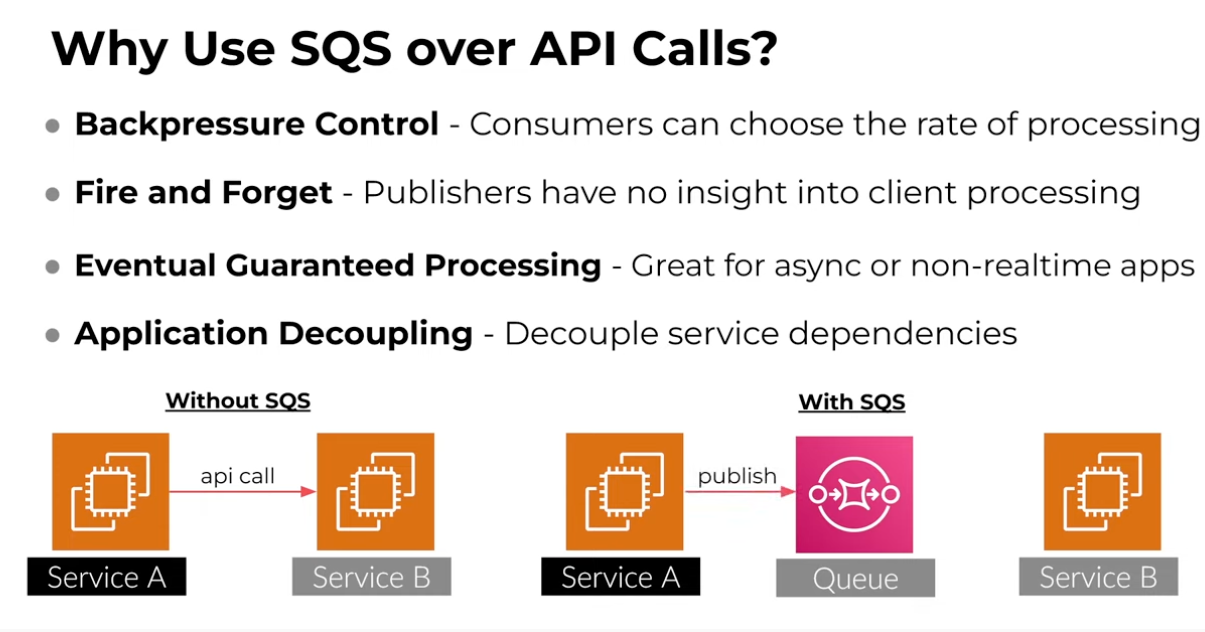 Why Use SQS over API Calls?
Backpressure Control - Consumers can choose the rate of processing
Fire and Forget - Publishers have no insight into client processing
Eventual Guaranteed Processing - Great for async or non-realtime apps
Application Decoupling - Decouple service dependencies
Without SQS
api call
Service A
Service B
With SQS
publish
Service A
Queue
Service B